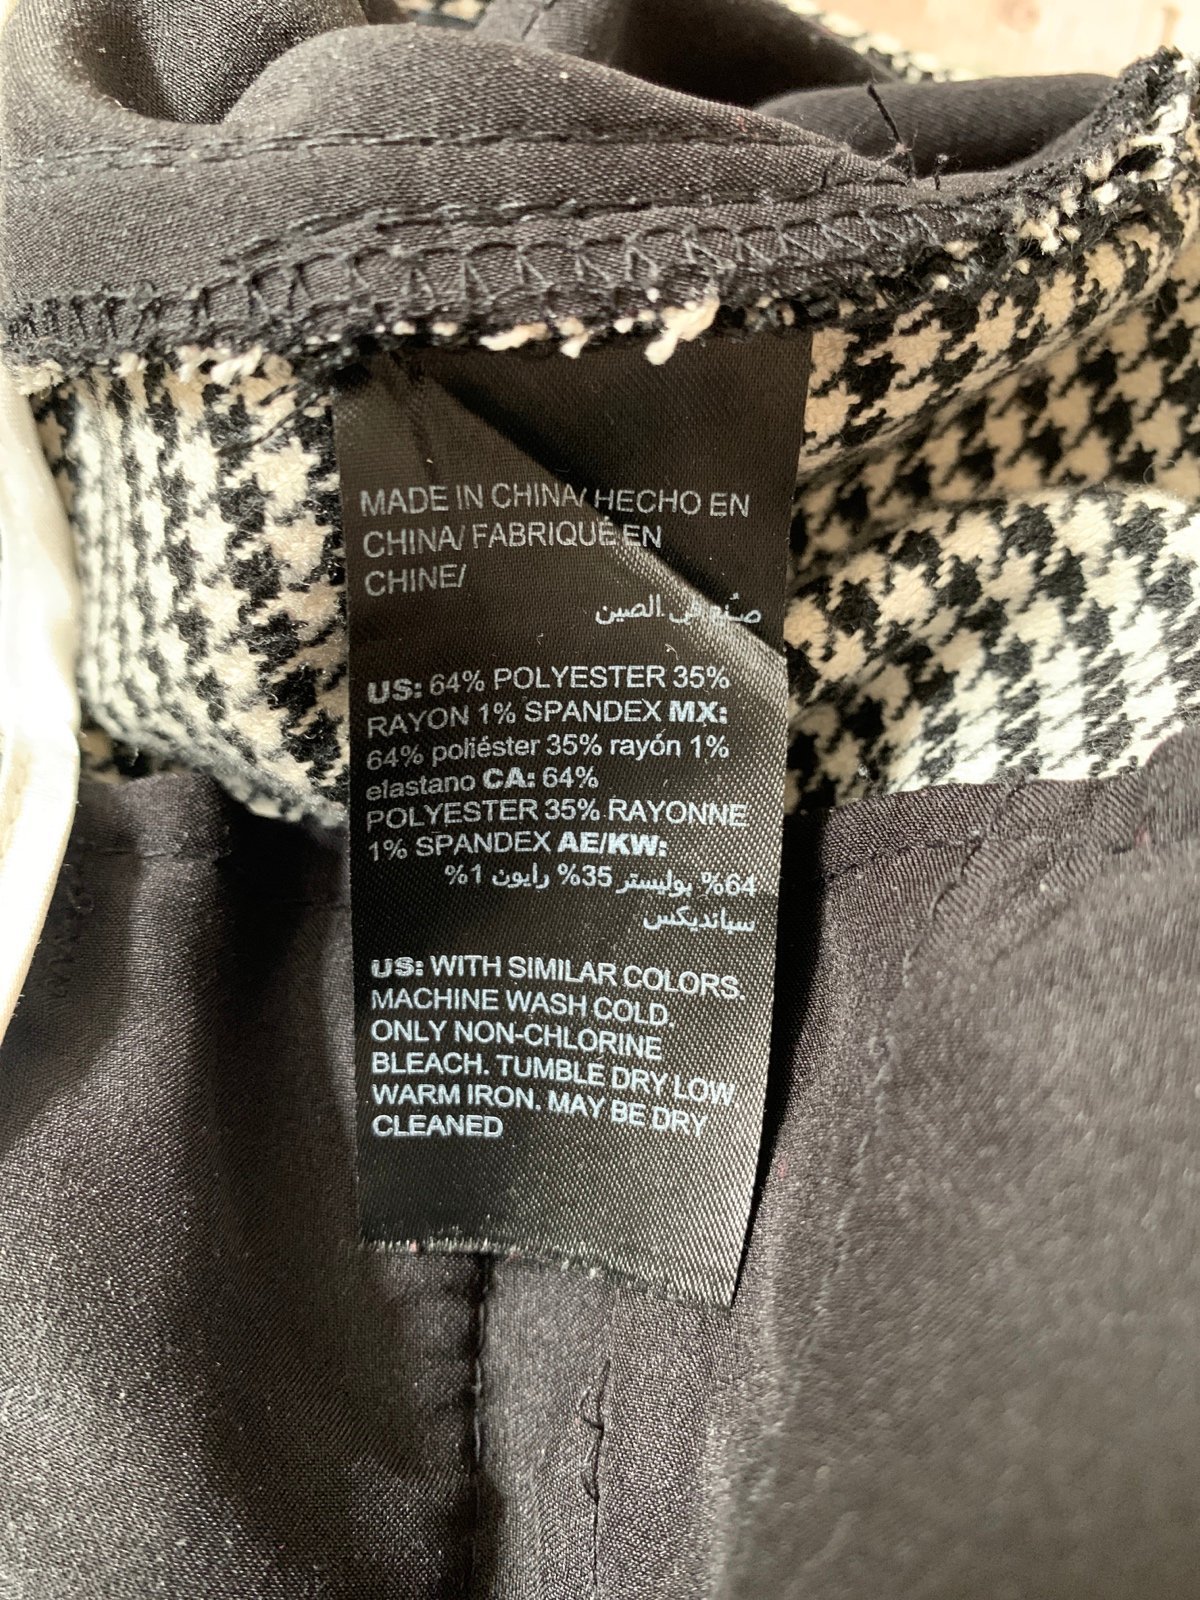 MADE IN CHINA/ HECHO EN
CHINA/ FABRIQUÉ EN
CHINE/
صنُع في الصين
US: 64% POLYESTER 35%
RAYON 1% SPANDEX MX:
64% poliéster 35% rayón 1%
elastano CA: 64%
POLYESTER 35% RAYONNE
1% SPANDEX AE/KW:
64% بوليستر 35% رايون 1%
سبانديكس
US: WITH SIMILAR COLORS.
MACHINE WASH COLD.
ONLY NON-CHLORINE
BLEACH. TUMBLE DRY LOW
WARM IRON. MAY BE DRY
CLEANED